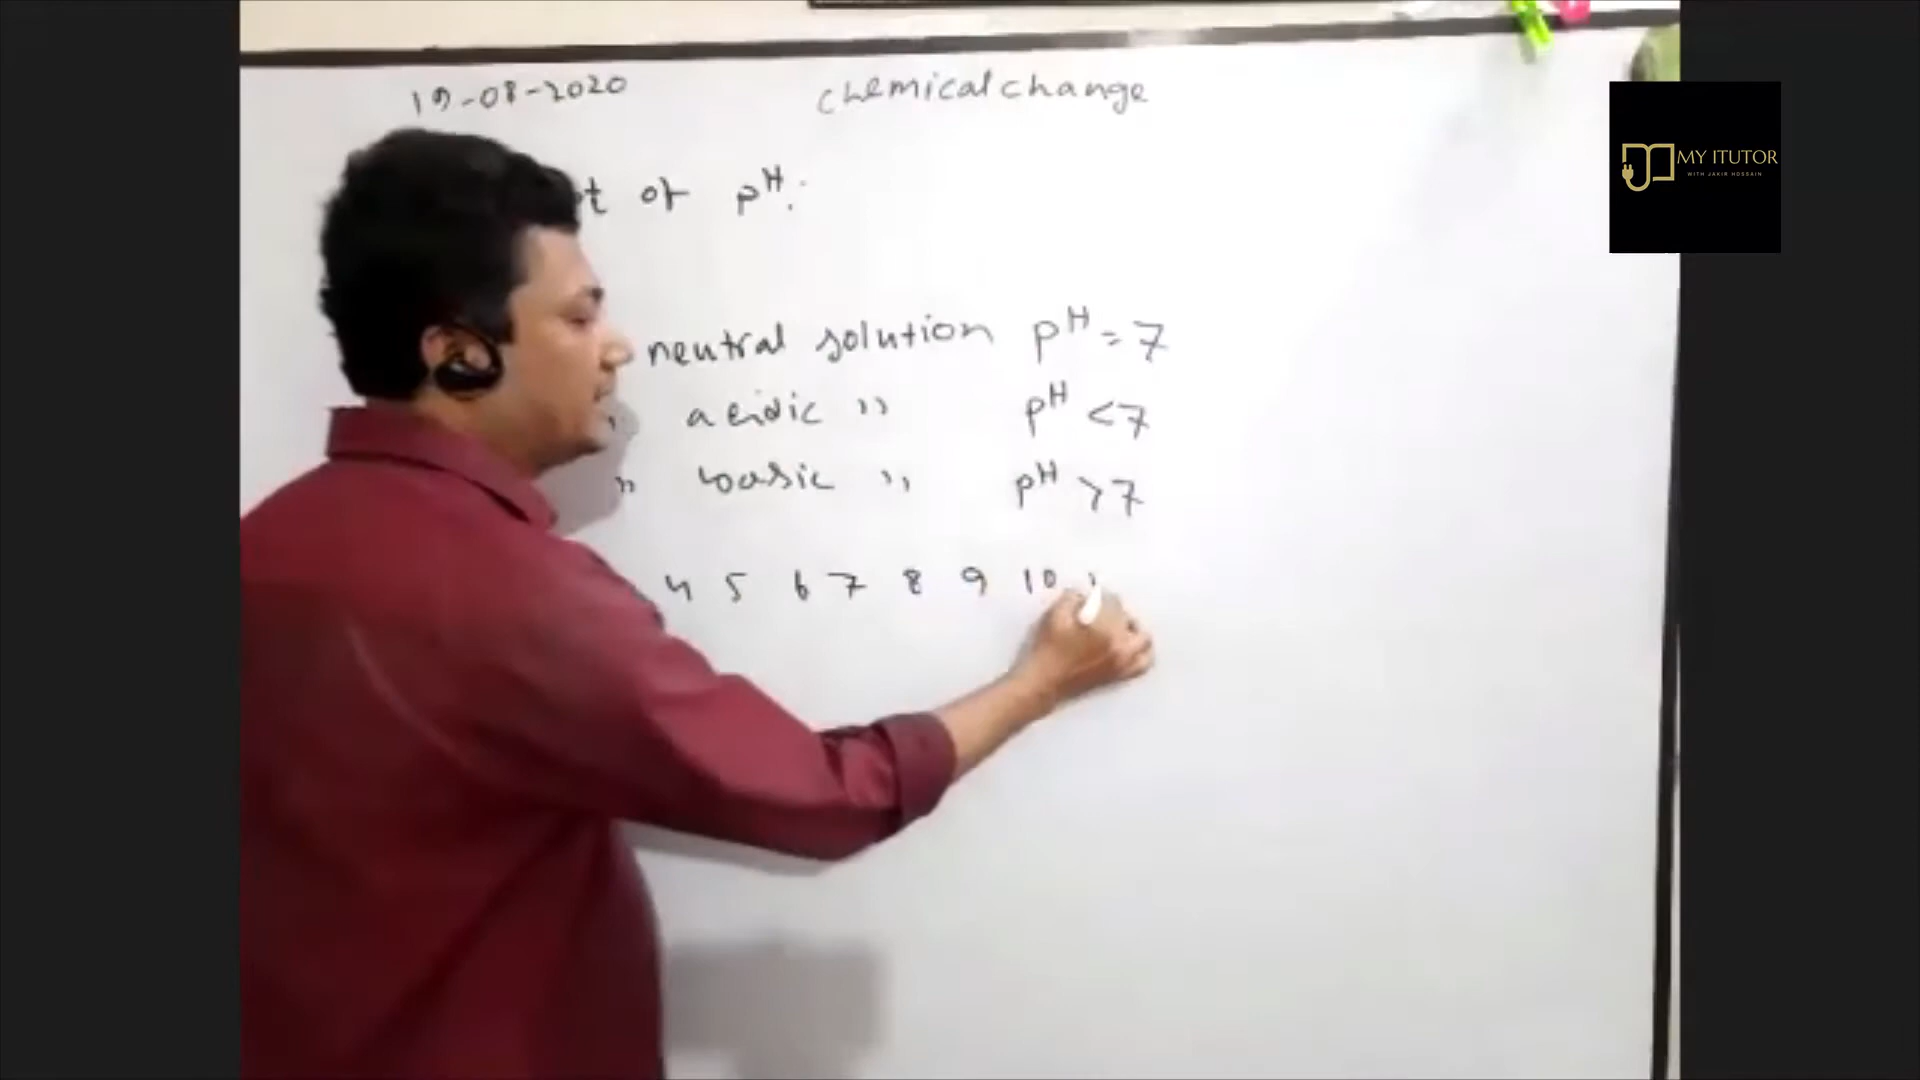 19-08-2020 chemical change
of pH:
neutral solution pH = 7
" acidic " pH < 7
" basic " pH > 7
4 5 6 7 8 9 10
MY ITUTOR
WITH JAKIR HOSSAIN